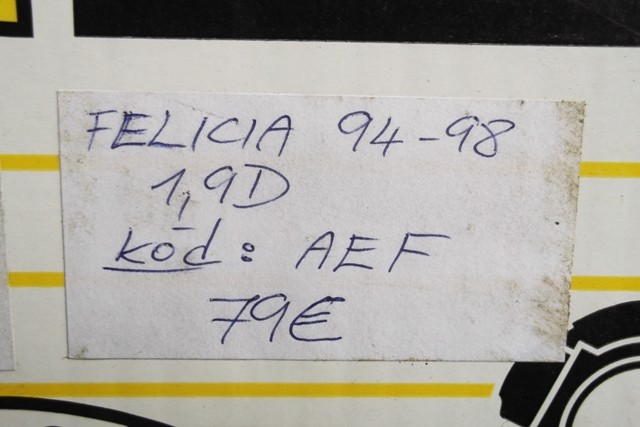 FELICIA 94-98
1,9D
kód: AEF
79€